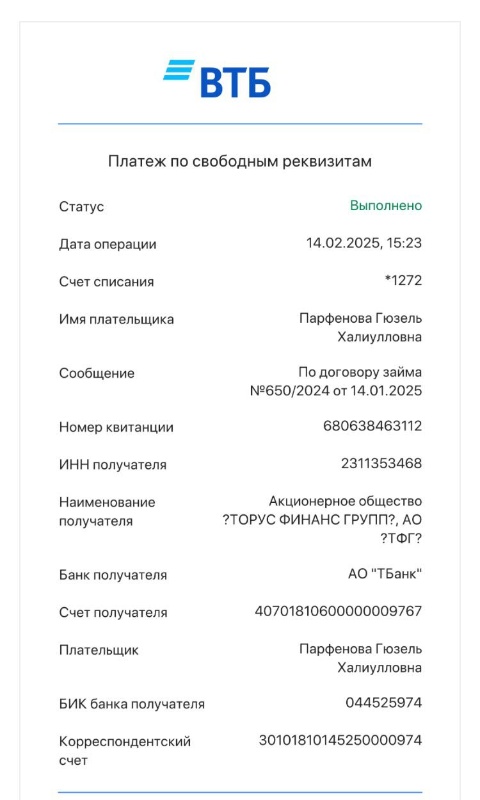 ВТБ
Платеж по свободным реквизитам
Статус Выполнено
Дата операции 14.02.2025, 15:23
Счет списания *1272
Имя плательщика Парфенова Гюзель
Халиулловна
Сообщение По договору займа
№650/2024 от 14.01.2025
Номер квитанции 680638463112
ИНН получателя 2311353468
Наименование Акционерное общество
получателя ?ТОРУС ФИНАНС ГРУПП?, АО
?ТФГ?
Банк получателя АО "ТБанк"
Счет получателя 40701810600000009767
Плательщик Парфенова Гюзель
Халиулловна
БИК банка получателя 044525974
Корреспондентский 30101810145250000974
счет